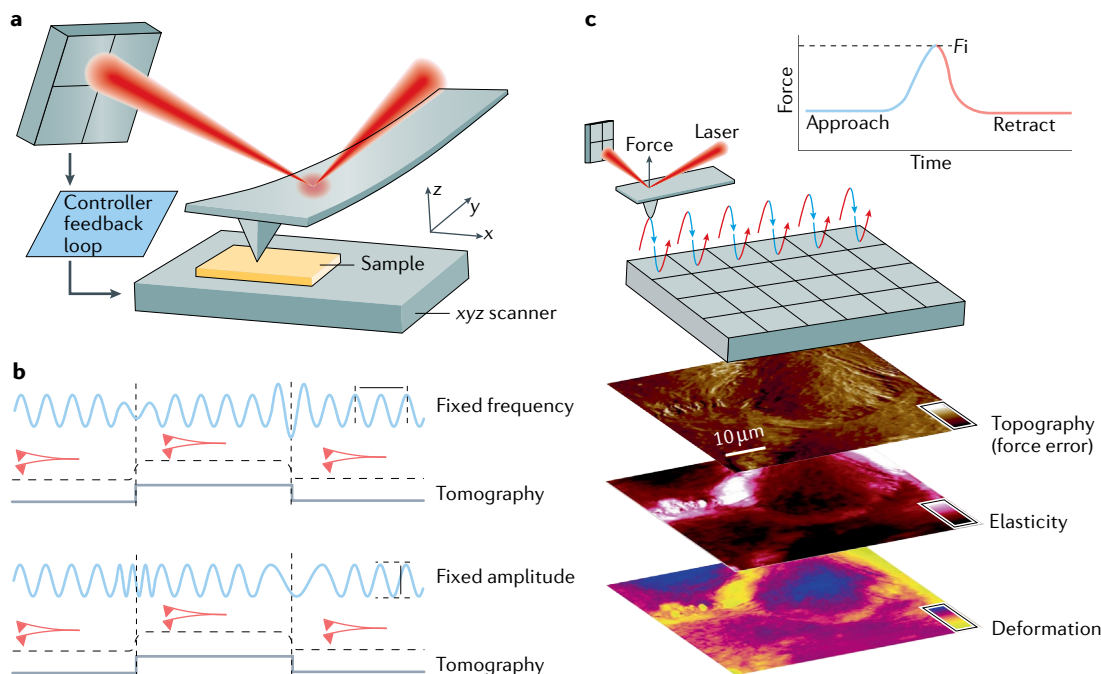 a
Controller
feedback
loop
z
y
x
Sample
xyz scanner
b
Fixed frequency
Tomography
Fixed amplitude
Tomography
c
Force
Fi
Approach
Retract
Time
Force
Laser
10 μm
Topography
(force error)
Elasticity
Deformation